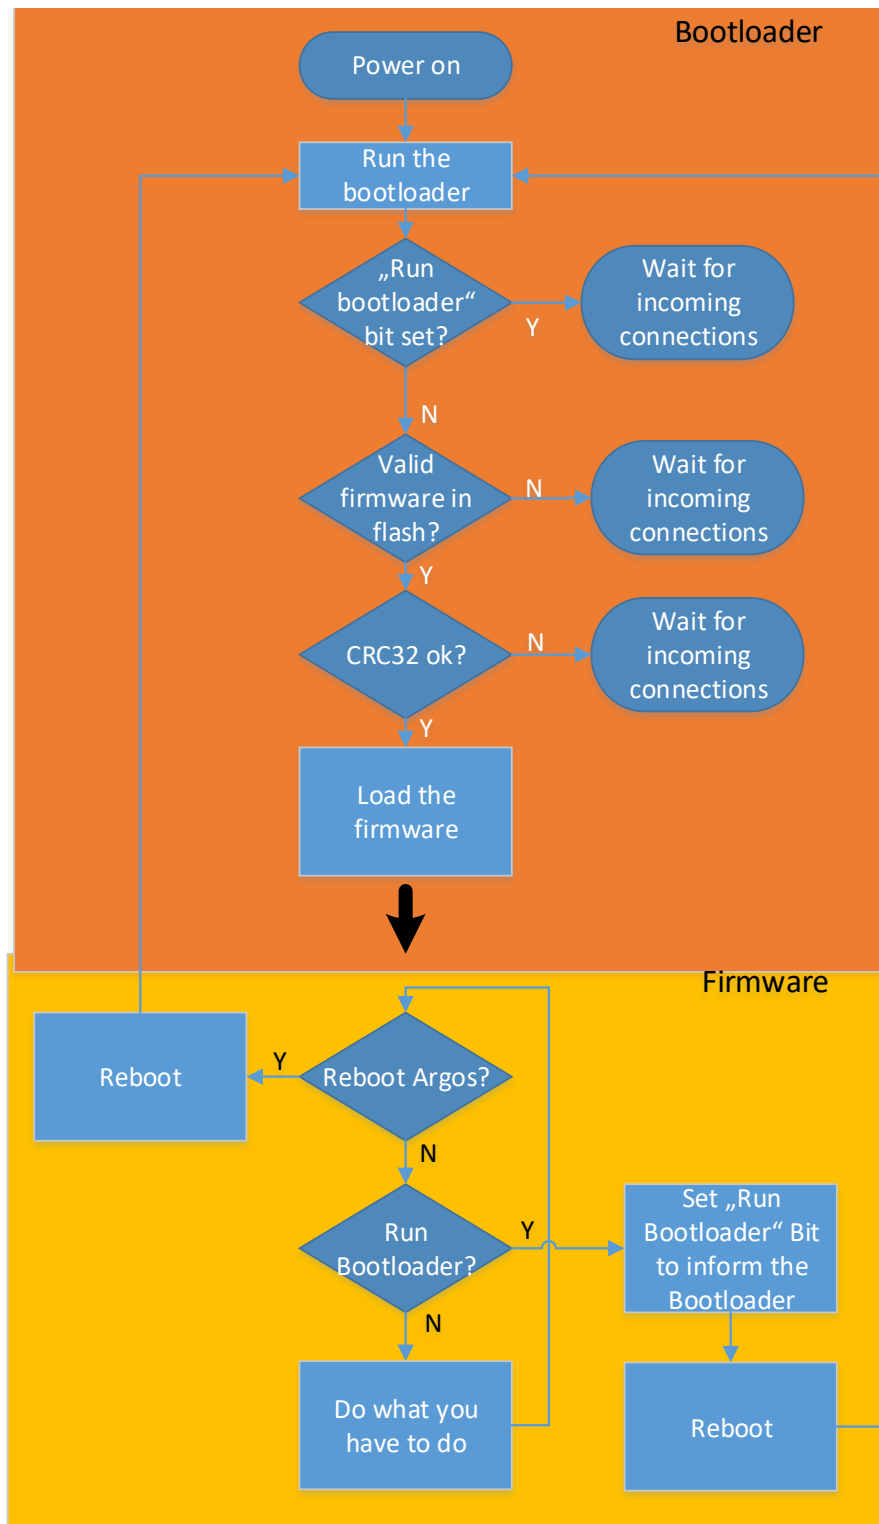 Bootloader
Power on
Run the
bootloader
„Run
bootloader“
bit set?
Y
Wait for
incoming
connections
N
Valid
firmware in
flash?
N
Wait for
incoming
connections
Y
CRC32 ok?
N
Wait for
incoming
connections
Y
Load the
firmware
Firmware
Reboot
Y
Reboot Argos?
N
Run
Bootloader?
Y
Set „Run
Bootloader“ Bit
to inform the
Bootloader
N
Do what you
have to do
Reboot